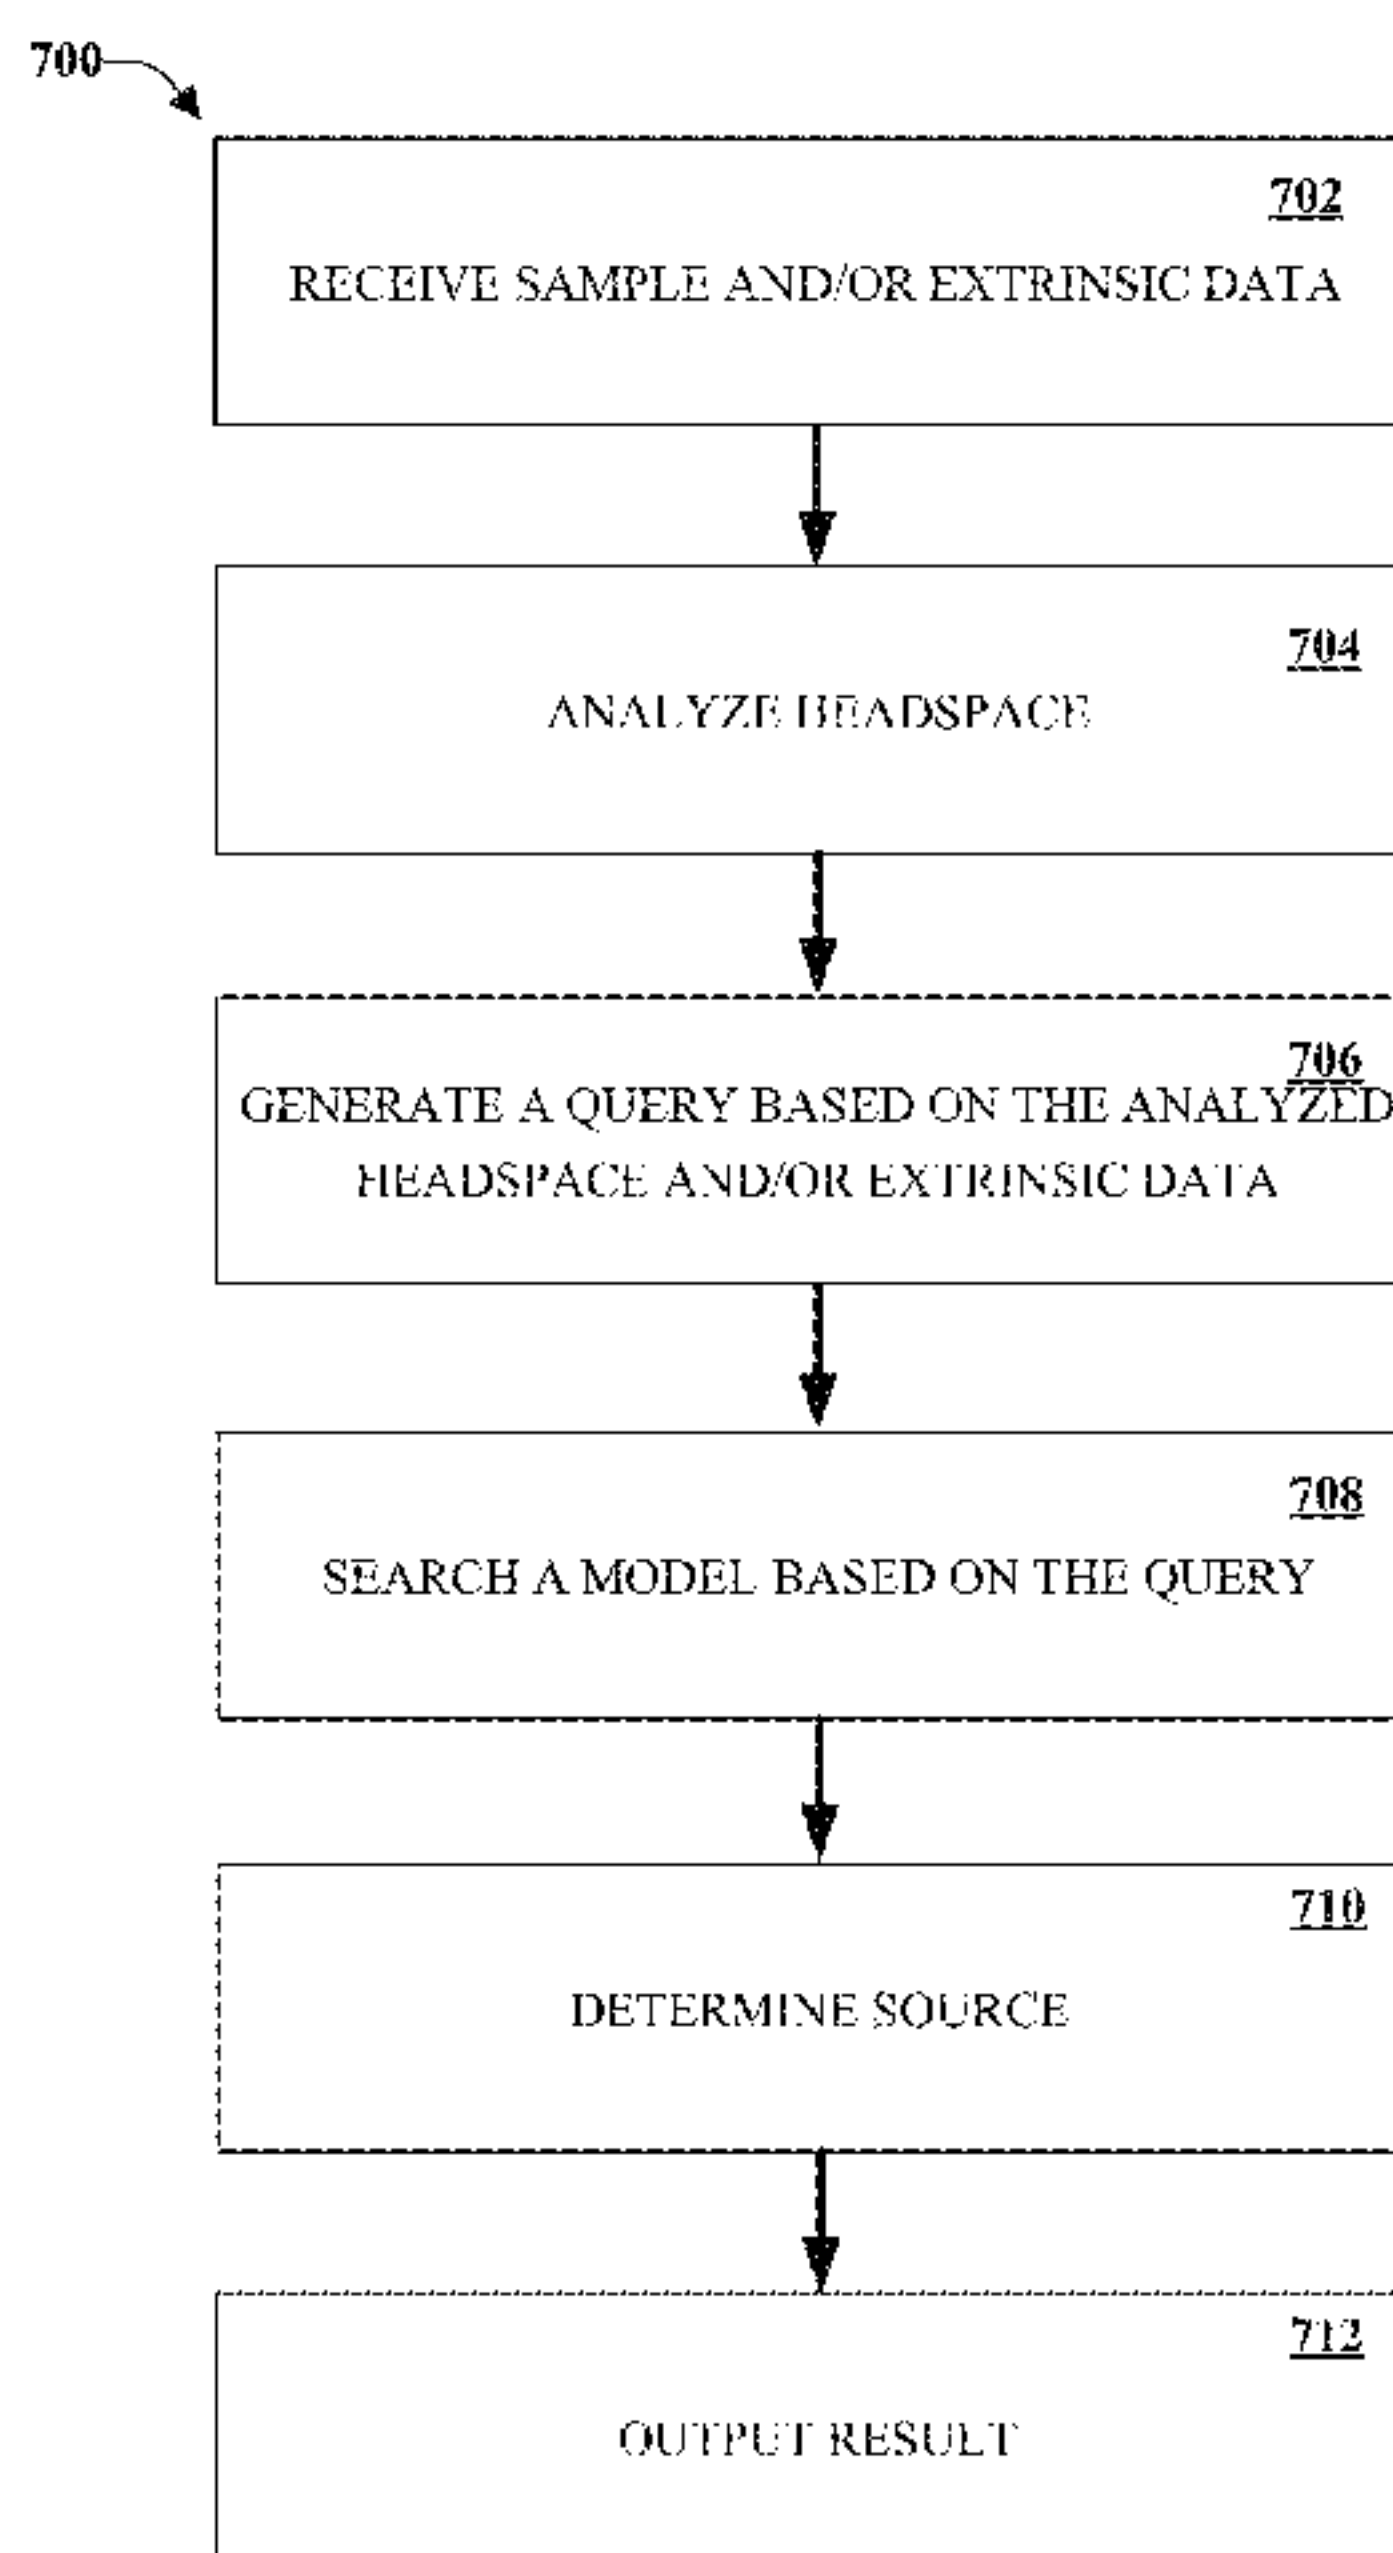 700
702
RECEIVE SAMPLE AND/OR EXTRINSIC DATA
704
ANALYZE HEADSPACE
706
GENERATE A QUERY BASED ON THE ANALYZED
HEADSPACE AND/OR EXTRINSIC DATA
708
SEARCH A MODEL BASED ON THE QUERY
710
DETERMINE SOURCE
712
OUTPUT RESULT